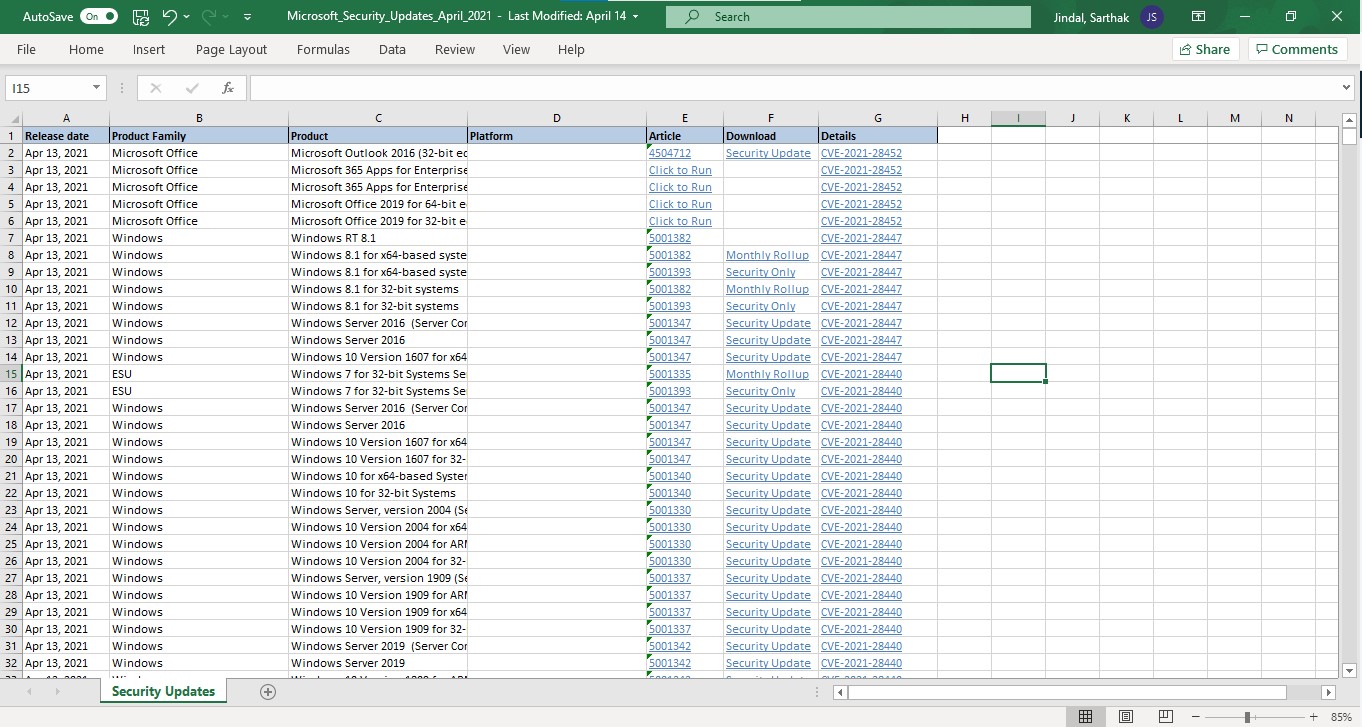 AutoSave On Microsoft_Security_Updates_April_2021 - Last Modified: April 14 Search Jindal, Sarthak JS
File Home Insert Page Layout Formulas Data Review View Help Share Comments
I15 fx
A B C D E F G H I J K L M N
1 Release date Product Family Product Platform Article Download Details
2 Apr 13, 2021 Microsoft Office Microsoft Outlook 2016 (32-bit ed 4504712 Security Update CVE-2021-28452
3 Apr 13, 2021 Microsoft Office Microsoft 365 Apps for Enterprise Click to Run CVE-2021-28452
4 Apr 13, 2021 Microsoft Office Microsoft 365 Apps for Enterprise Click to Run CVE-2021-28452
5 Apr 13, 2021 Microsoft Office Microsoft Office 2019 for 64-bit e Click to Run CVE-2021-28452
6 Apr 13, 2021 Microsoft Office Microsoft Office 2019 for 32-bit e Click to Run CVE-2021-28452
7 Apr 13, 2021 Windows Windows RT 8.1 5001382 CVE-2021-28447
8 Apr 13, 2021 Windows Windows 8.1 for x64-based syste 5001382 Monthly Rollup CVE-2021-28447
9 Apr 13, 2021 Windows Windows 8.1 for x64-based syste 5001393 Security Only CVE-2021-28447
10 Apr 13, 2021 Windows Windows 8.1 for 32-bit systems 5001382 Monthly Rollup CVE-2021-28447
11 Apr 13, 2021 Windows Windows 8.1 for 32-bit systems 5001393 Security Only CVE-2021-28447
12 Apr 13, 2021 Windows Windows Server 2016 (Server Cor 5001347 Security Update CVE-2021-28447
13 Apr 13, 2021 Windows Windows Server 2016 5001347 Security Update CVE-2021-28447
14 Apr 13, 2021 Windows Windows 10 Version 1607 for x64 5001347 Security Update CVE-2021-28447
15 Apr 13, 2021 ESU Windows 7 for 32-bit Systems Se 5001335 Monthly Rollup CVE-2021-28440
16 Apr 13, 2021 ESU Windows 7 for 32-bit Systems Se 5001393 Security Only CVE-2021-28440
17 Apr 13, 2021 Windows Windows Server 2016 (Server Cor 5001347 Security Update CVE-2021-28440
18 Apr 13, 2021 Windows Windows Server 2016 5001347 Security Update CVE-2021-28440
19 Apr 13, 2021 Windows Windows 10 Version 1607 for x64 5001347 Security Update CVE-2021-28440
20 Apr 13, 2021 Windows Windows 10 Version 1607 for 32- 5001347 Security Update CVE-2021-28440
21 Apr 13, 2021 Windows Windows 10 for x64-based Syster 5001340 Security Update CVE-2021-28440
22 Apr 13, 2021 Windows Windows 10 for 32-bit Systems 5001340 Security Update CVE-2021-28440
23 Apr 13, 2021 Windows Windows Server, version 2004 (Se 5001330 Security Update CVE-2021-28440
24 Apr 13, 2021 Windows Windows 10 Version 2004 for x64 5001330 Security Update CVE-2021-28440
25 Apr 13, 2021 Windows Windows 10 Version 2004 for ARM 5001330 Security Update CVE-2021-28440
26 Apr 13, 2021 Windows Windows 10 Version 2004 for 32- 5001330 Security Update CVE-2021-28440
27 Apr 13, 2021 Windows Windows Server, version 1909 (Se 5001337 Security Update CVE-2021-28440
28 Apr 13, 2021 Windows Windows 10 Version 1909 for ARM 5001337 Security Update CVE-2021-28440
29 Apr 13, 2021 Windows Windows 10 Version 1909 for x64 5001337 Security Update CVE-2021-28440
30 Apr 13, 2021 Windows Windows 10 Version 1909 for 32- 5001337 Security Update CVE-2021-28440
31 Apr 13, 2021 Windows Windows Server 2019 (Server Cor 5001342 Security Update CVE-2021-28440
32 Apr 13, 2021 Windows Windows Server 2019 5001342 Security Update CVE-2021-28440
Security Updates
85%